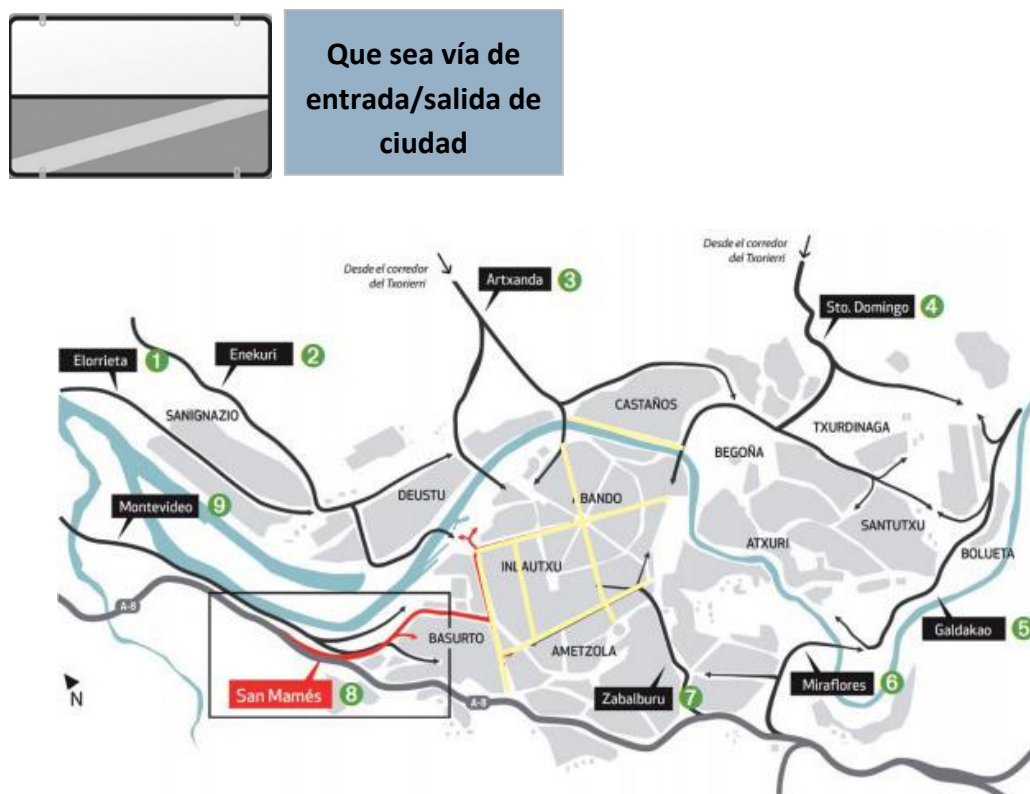 Que sea vía de
entrada/salida de
ciudad
Desde el corredor
del Txorierri
Artxanda 3
Desde el corredor
del Txorierri
Sto. Domingo 4
Elorrieta 1
Enekuri 2
SANIGNAZIO
CASTAÑOS
TXURDINAGA
BEGOÑA
DEUSTU
Montevideo 9
SANTUTXU
ATXURI
BOLUETA
A-8
BASURTO
AMETZOLA
Galdakao 5
N
San Mamés 8
A-8
Zabalburu 7
Miraflores 6